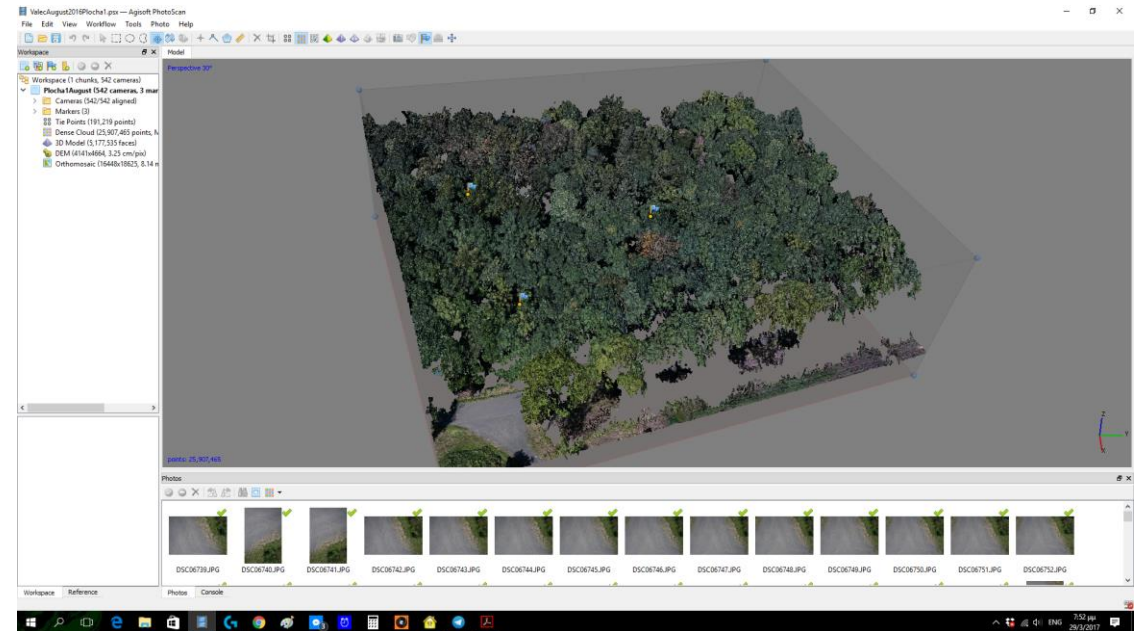 ValecAugust2016Plocha1.psx — Agisoft PhotoScan
File Edit View Workflow Tools Photo Help
Workspace
Model
Perspective 30°
Workspace (1 chunks, 542 cameras)
Plocha1August (542 cameras, 3 mar
Cameras (542/542 aligned)
Markers (3)
Tie Points (191,219 points)
Dense Cloud (25,907,465 points, M
3D Model (5,177,535 faces)
DEM (4141x4664, 3.25 cm/pix)
Orthomosaic (16448x18625, 8.14 m
Z
Y
X
points: 25,907,465
Photos
DSC06739.JPG DSC06740.JPG DSC06741.JPG DSC06742.JPG DSC06743.JPG DSC06744.JPG DSC06745.JPG DSC06746.JPG DSC06747.JPG DSC06748.JPG DSC06749.JPG DSC06750.JPG DSC06751.JPG DSC06752.JPG
Workspace Reference
Photos Console
ENG
7:52 μμ
29/3/2017